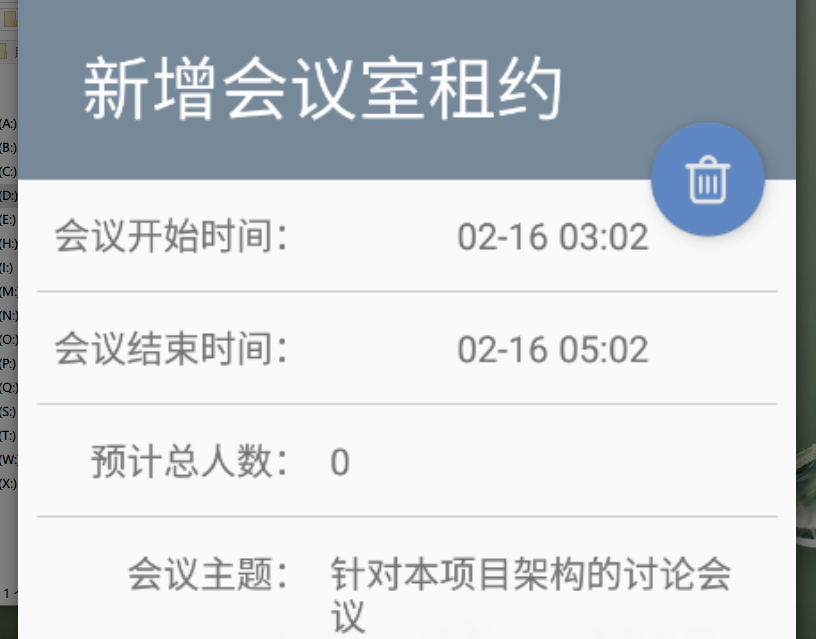 新增会议室租约
(A:)
(B:)
(C:)
(D:)
(E:)
(H:)
(I:)
(M:
(N:)
(O:)
(P:)
(Q:)
(S:)
(T:)
(W:
(X:)
1个
会议开始时间： 02-16 03:02
会议结束时间： 02-16 05:02
预计总人数： 0
会议主题： 针对本项目架构的讨论会
议